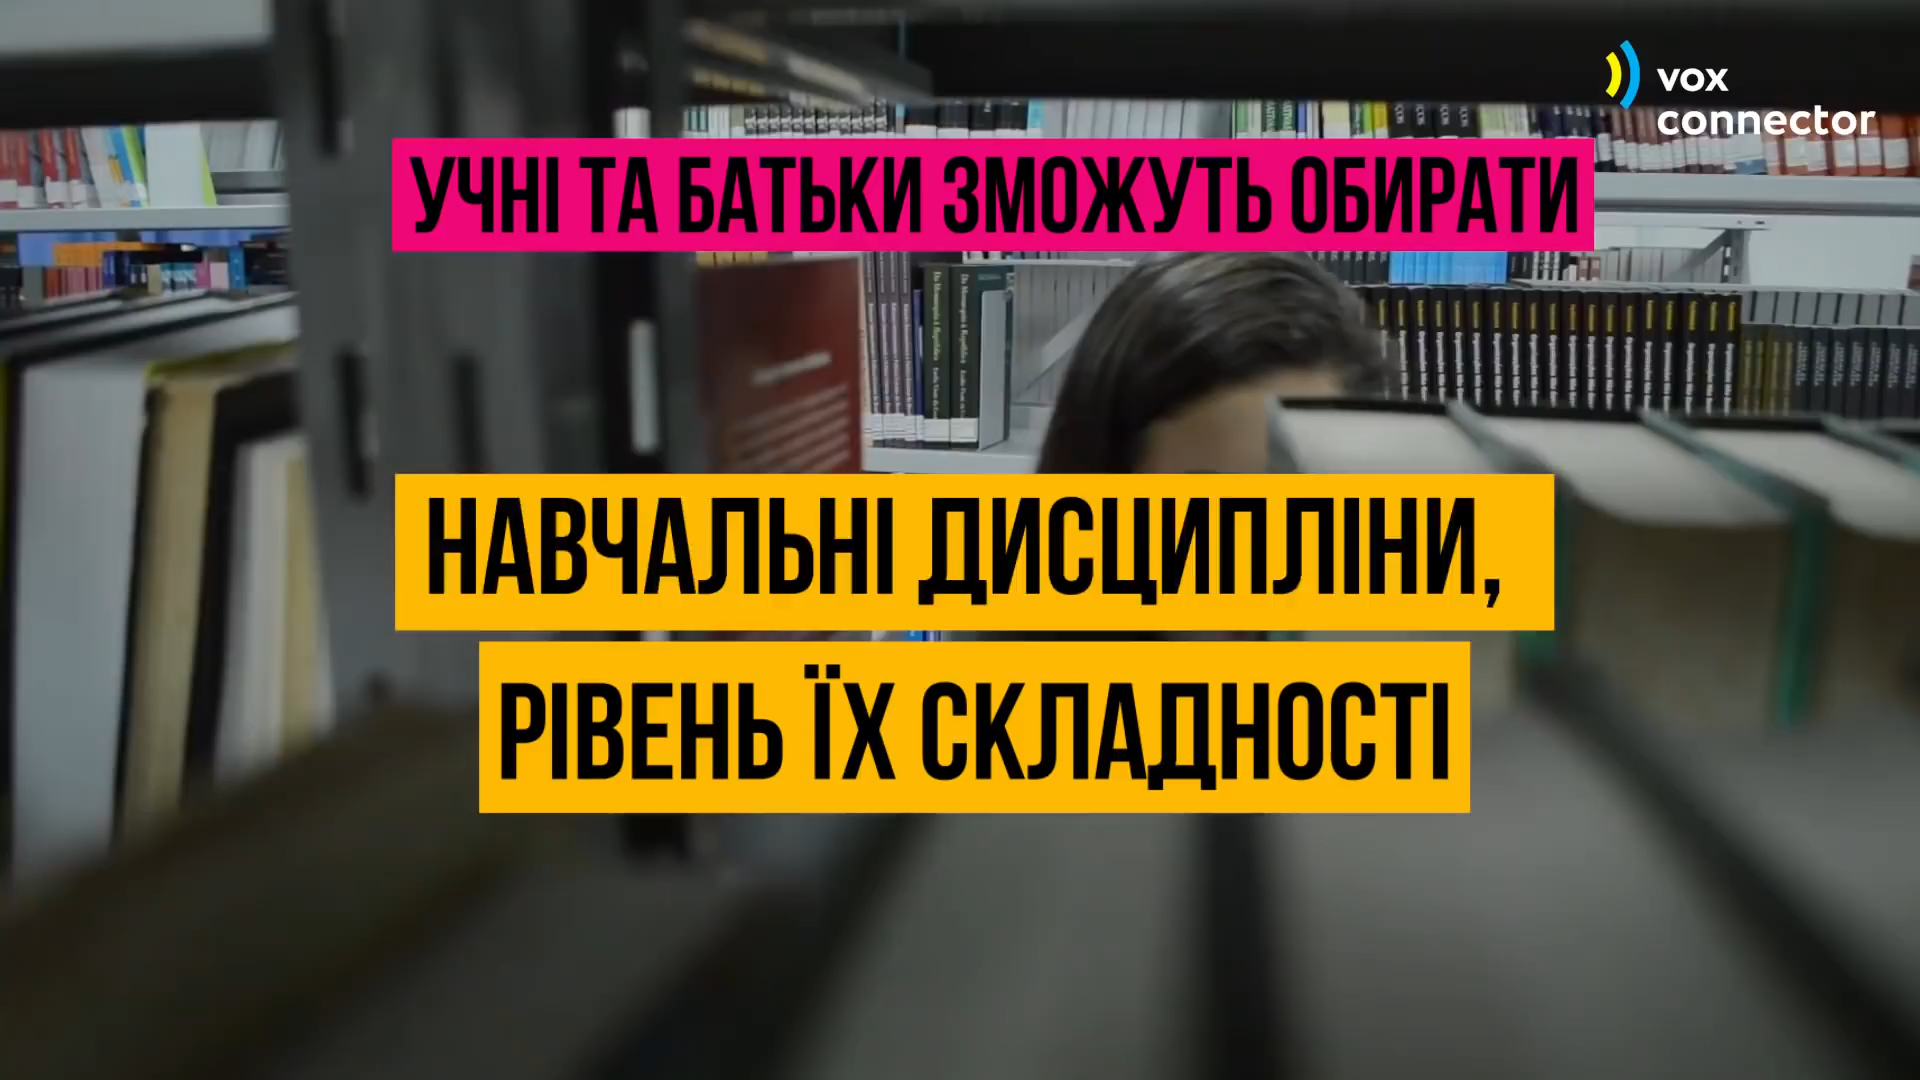 vox
connector
УЧНІ ТА БАТЬКИ ЗМОЖУТЬ ОБИРАТИ
НАВЧАЛЬНІ ДИСЦИПЛІНИ,
РІВЕНЬ ЇХ СКЛАДНОСТІ